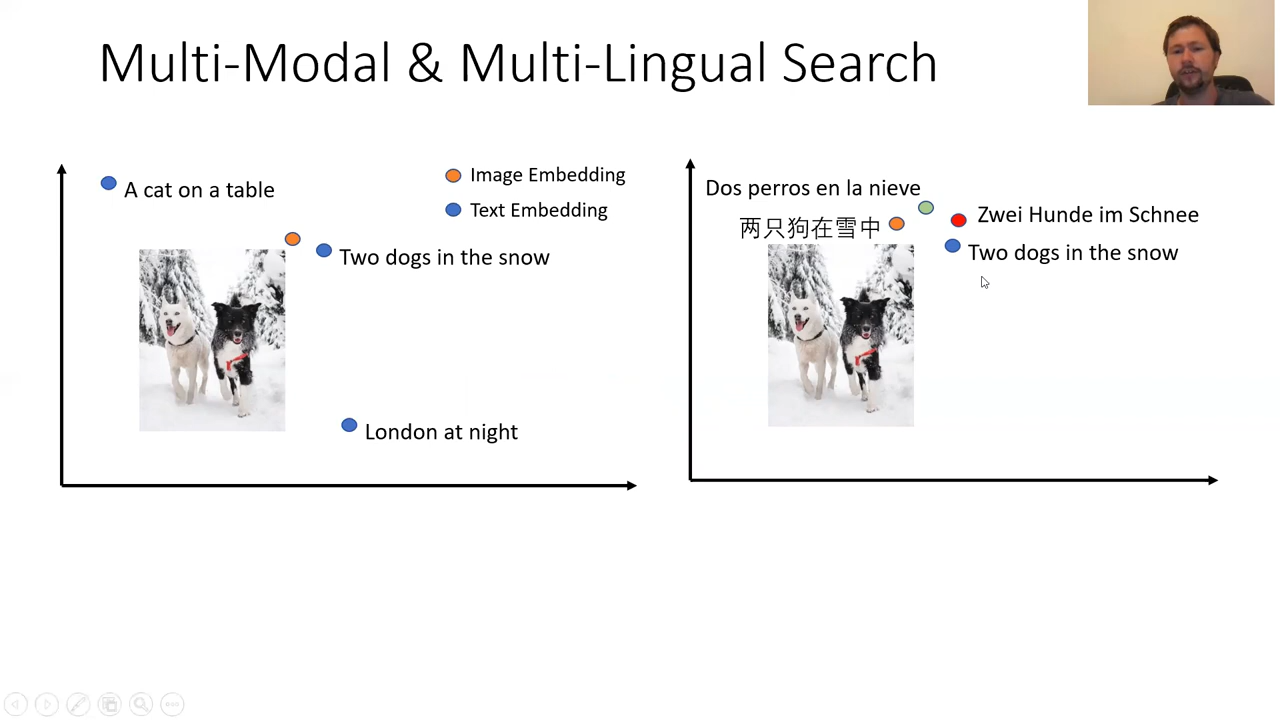 Multi-Modal & Multi-Lingual Search
A cat on a table
Image Embedding
Text Embedding
Two dogs in the snow
London at night
Dos perros en la nieve
两只狗在雪中
Zwei Hunde im Schnee
Two dogs in the snow